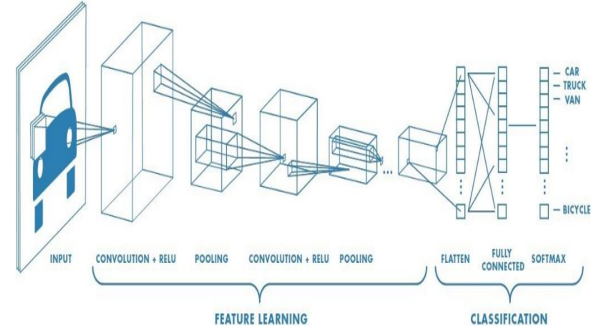 CAR
TRUCK
VAN
BICYCLE
INPUT
CONVOLUTION + RELU
POOLING
CONVOLUTION + RELU
POOLING
FLATTEN
FULLY
CONNECTED
SOFTMAX
FEATURE LEARNING
CLASSIFICATION